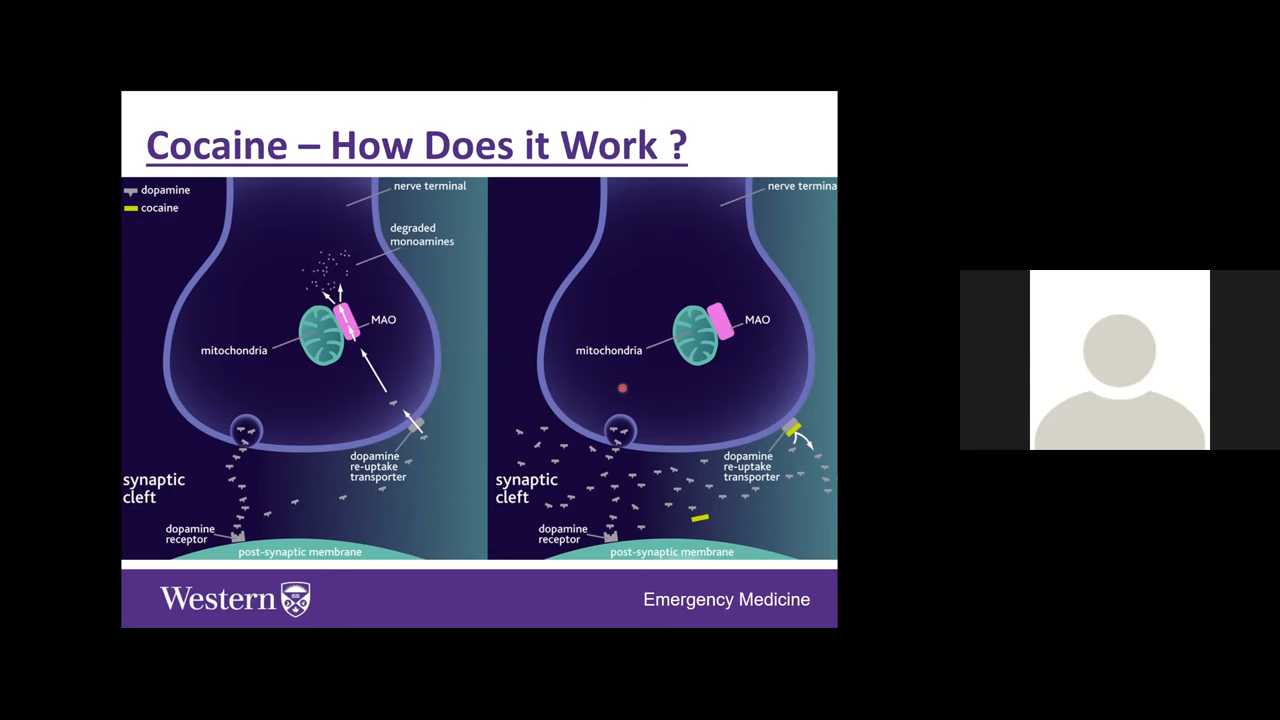 Cocaine – How Does it Work ?
dopamine
cocaine
nerve terminal
degraded
monoamines
MAO
mitochondria
dopamine
re-uptake
transporter
synaptic
cleft
dopamine
receptor
post-synaptic membrane
nerve termina
MAO
mitochondria
dopamine
re-uptake
transporter
synaptic
cleft
dopamine
receptor
post-synaptic membrane
Western
Emergency Medicine